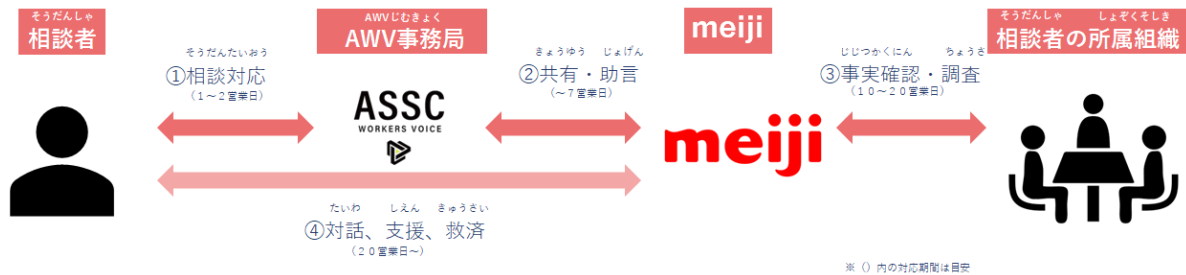 そうだんしゃ
相談者
AWVじむきょく
AWV事務局
meiji
そうだんしゃ しょぞくそしき
相談者の所属組織
そうだんたいおう
①相談対応
(1~2営業日)
きょうゆう じょげん
②共有・助言
(~7営業日)
じじつかくにん ちょうさ
③事実確認・調査
(10~20営業日)
ASSC
WORKERS VOICE
meiji
たいわ しえん きゅうさい
④対話、支援、救済
(20営業日~)
※()内の対応期間は目安